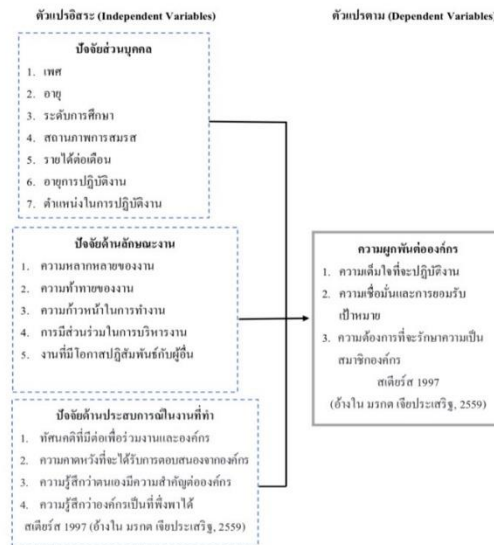 ตัวแปรอิสระ (Independent Variables)
ปัจจัยส่วนบุคคล
1. เพศ
2. อายุ
3. ระดับการศึกษา
4. สถานภาพการสมรส
5. รายได้ต่อเดือน
6. อายุการปฏิบัติงาน
7. ตำแหน่งในการปฏิบัติงาน
ปัจจัยด้านลักษณะงาน
1. ความหลากหลายของงาน
2. ความท้าทายของงาน
3. ความก้าวหน้าในการทำงาน
4. การมีส่วนร่วมในการบริหารงาน
5. งานที่มีโอกาสปฏิสัมพันธ์กับผู้อื่น
ปัจจัยด้านประสบการณ์ในงานที่ทำ
1. ทัศนคติที่มีต่อเพื่อร่วมงานและองค์กร
2. ความคาดหวังที่จะได้รับการตอบสนองจากองค์กร
3. ความรู้สึกว่าตนเองมีความสำคัญต่อองค์กร
4. ความรู้สึกว่าองค์กรเป็นที่พึ่งพาได้
สเตียร์ส 1997 (อ้างใน มรกต เจียประเสริฐ, 2559)
ตัวแปรตาม (Dependent Variables)
ความผูกพันต่อองค์กร
1. ความเต็มใจที่จะปฏิบัติงาน
2. ความเชื่อมั่นและการยอมรับ
เป้าหมาย
3. ความต้องการที่จะรักษาความเป็น
สมาชิกองค์กร
สเตียร์ส 1997
(อ้างใน มรกต เจียประเสริฐ, 2559)